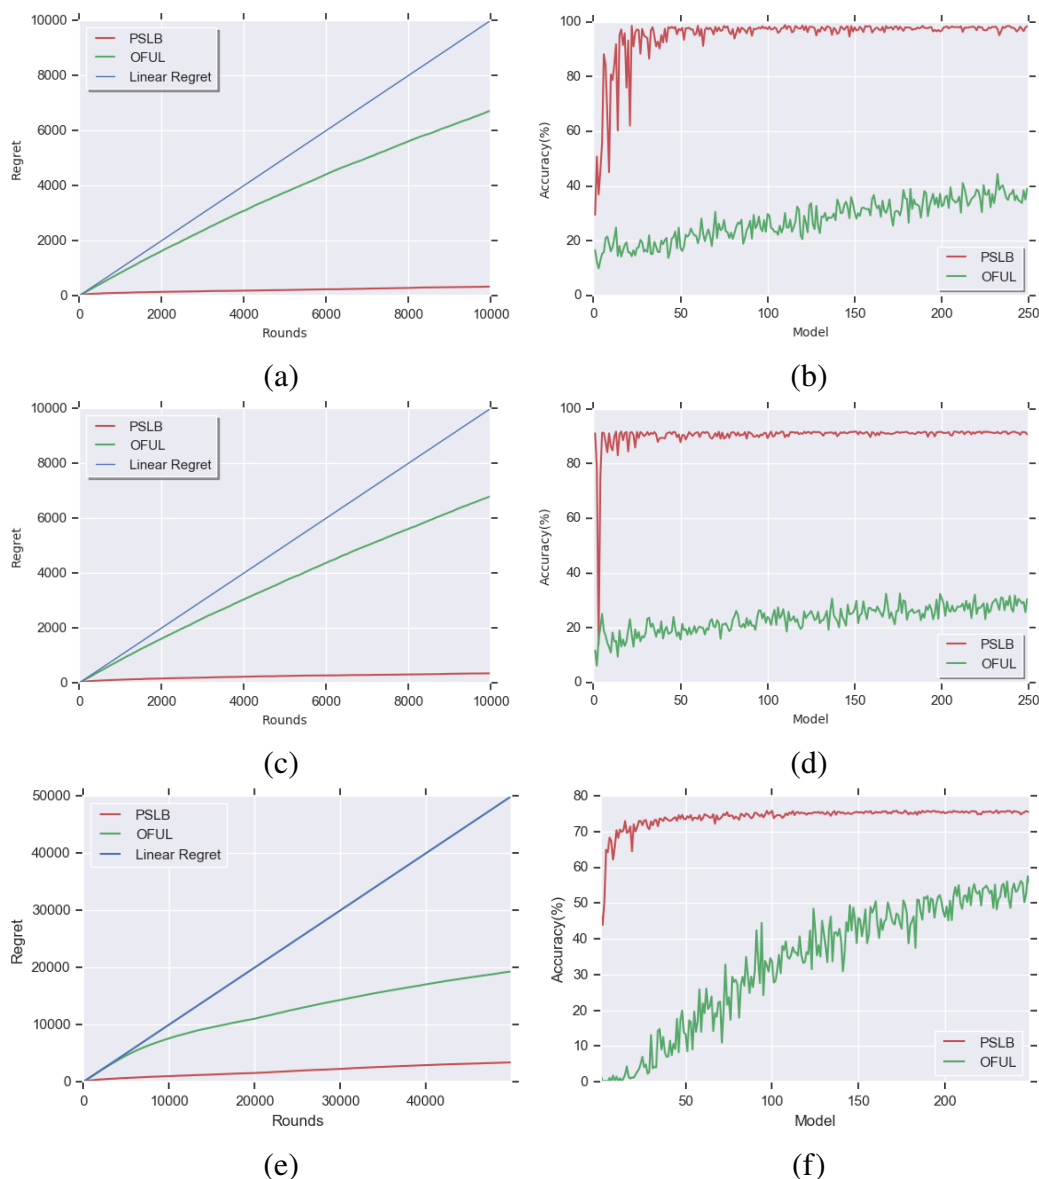 10000
8000
6000
4000
2000
0
Regret
PSLB
OFUL
Linear Regret
0 2000 4000 6000 8000 10000
Rounds
(a)
100
80
60
40
20
0
Accuracy(%)
PSLB
OFUL
0 50 100 150 200 250
Model
(b)
10000
8000
6000
4000
2000
0
Regret
PSLB
OFUL
Linear Regret
0 2000 4000 6000 8000 10000
Rounds
(c)
100
80
60
40
20
0
Accuracy(%)
PSLB
OFUL
0 50 100 150 200 250
Model
(d)
50000
40000
30000
20000
10000
0
Regret
PSLB
OFUL
Linear Regret
0 10000 20000 30000 40000
Rounds
(e)
80
70
60
50
40
30
20
10
0
Accuracy(%)
PSLB
OFUL
50 100 150 200
Model
(f)